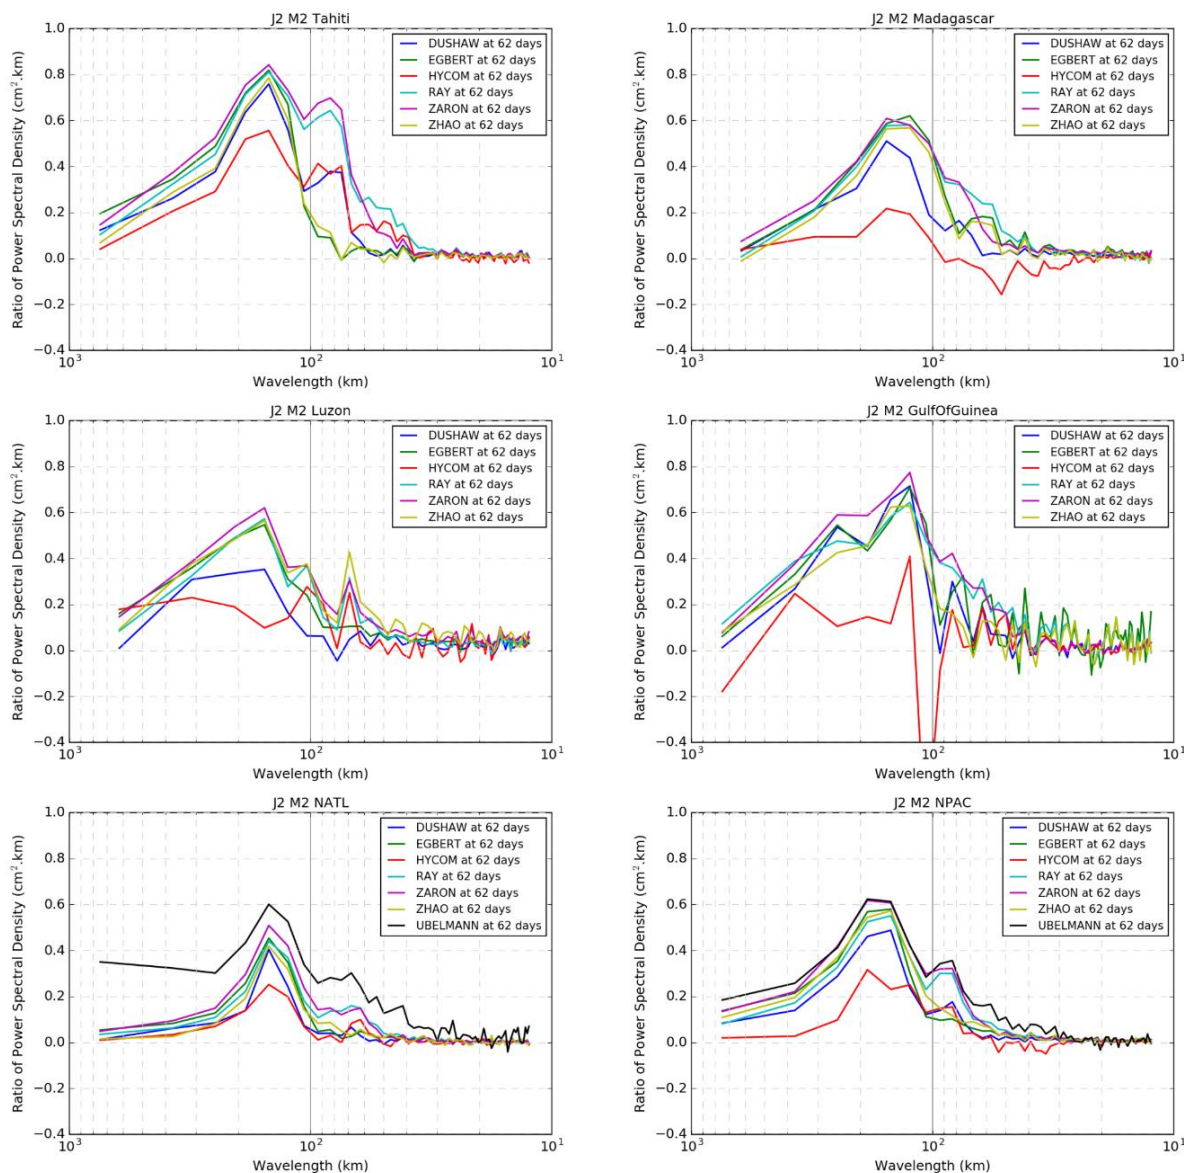 J2 M2 Tahiti
Ratio of Power Spectral Density (cm².km)
1.0
0.8
0.6
0.4
0.2
0.0
−0.2
−0.4
DUSHAW at 62 days
EGBERT at 62 days
HYCOM at 62 days
RAY at 62 days
ZARON at 62 days
ZHAO at 62 days
10³ 10² 10¹
Wavelength (km)
J2 M2 Madagascar
Ratio of Power Spectral Density (cm².km)
1.0
0.8
0.6
0.4
0.2
0.0
−0.2
−0.4
DUSHAW at 62 days
EGBERT at 62 days
HYCOM at 62 days
RAY at 62 days
ZARON at 62 days
ZHAO at 62 days
10³ 10² 10¹
Wavelength (km)
J2 M2 Luzon
Ratio of Power Spectral Density (cm².km)
1.0
0.8
0.6
0.4
0.2
0.0
−0.2
−0.4
DUSHAW at 62 days
EGBERT at 62 days
HYCOM at 62 days
RAY at 62 days
ZARON at 62 days
ZHAO at 62 days
10³ 10² 10¹
Wavelength (km)
J2 M2 GulfOfGuinea
Ratio of Power Spectral Density (cm².km)
1.0
0.8
0.6
0.4
0.2
0.0
−0.2
−0.4
DUSHAW at 62 days
EGBERT at 62 days
HYCOM at 62 days
RAY at 62 days
ZARON at 62 days
ZHAO at 62 days
10³ 10² 10¹
Wavelength (km)
J2 M2 NATL
Ratio of Power Spectral Density (cm².km)
1.0
0.8
0.6
0.4
0.2
0.0
−0.2
−0.4
DUSHAW at 62 days
EGBERT at 62 days
HYCOM at 62 days
RAY at 62 days
ZARON at 62 days
ZHAO at 62 days
UBELMANN at 62 days
10³ 10² 10¹
Wavelength (km)
J2 M2 NPAC
Ratio of Power Spectral Density (cm².km)
1.0
0.8
0.6
0.4
0.2
0.0
−0.2
−0.4
DUSHAW at 62 days
EGBERT at 62 days
HYCOM at 62 days
RAY at 62 days
ZARON at 62 days
ZHAO at 62 days
UBELMANN at 62 days
10³ 10² 10¹
Wavelength (km)